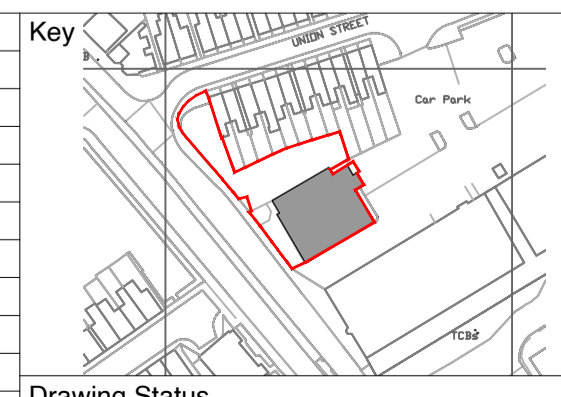 Key
UNION STREET
B.
Car Park
TCBs
Drawing Status